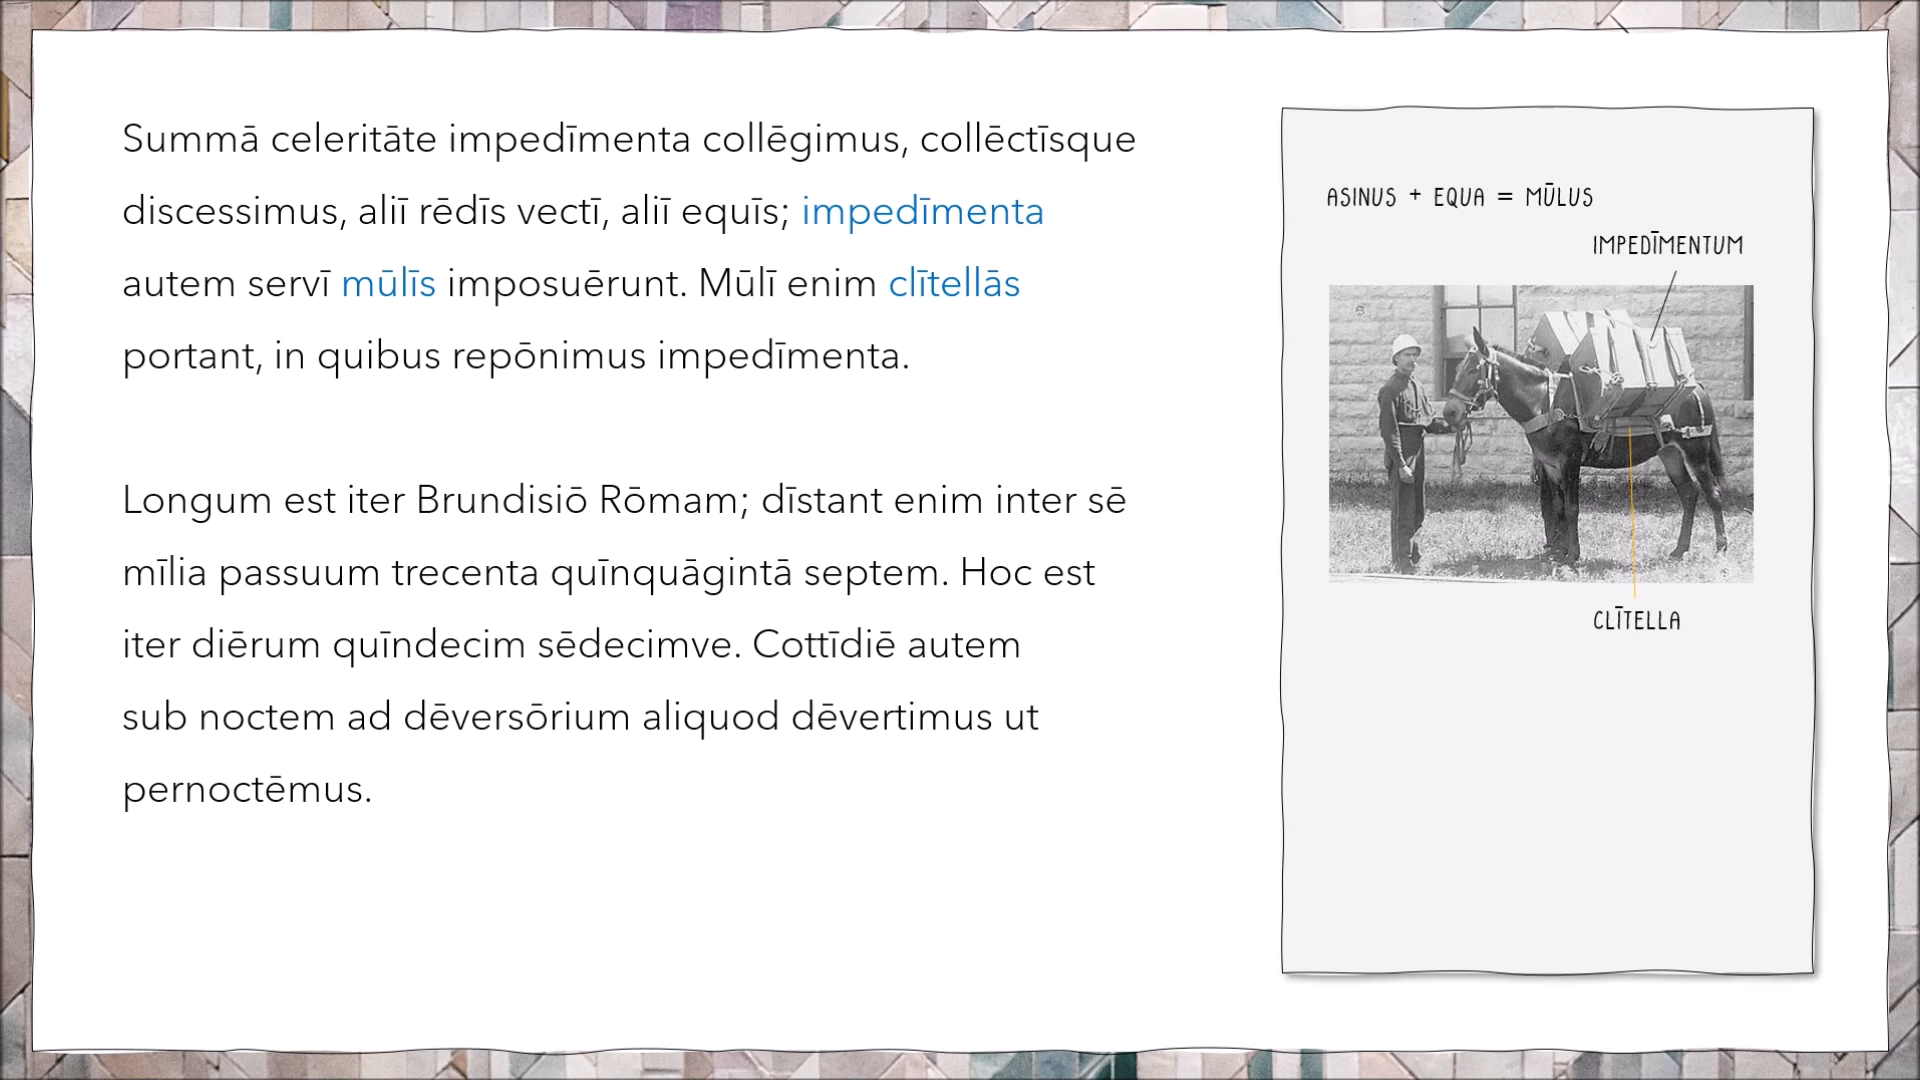 Summā celeritāte impedīmenta collēgimus, collēctīsque
discessimus, aliī rēdīs vectī, aliī equīs; impedīmenta
autem servī mūlīs imposuērunt. Mūlī enim clītellās
portant, in quibus repōnimus impedīmenta.
Longum est iter Brundisiō Rōmam; dīstant enim inter sē
mīlia passuum trecenta quīnquāgintā septem. Hoc est
iter diērum quīndecim sēdecimve. Cottīdiē autem
sub noctem ad dēversōrium aliquod dēvertimus ut
pernoctēmus.
ASINUS + EQUA = MŪLUS
IMPEDĪMENTUM
CLĪTELLA